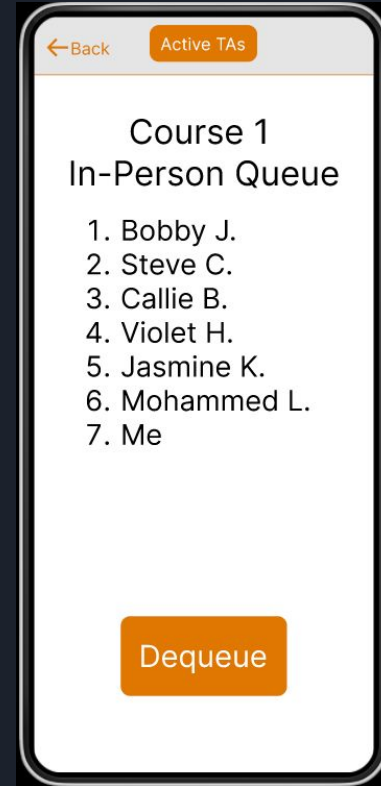 ←Back
Active TAs
Course 1
In-Person Queue
1. Bobby J.
2. Steve C.
3. Callie B.
4. Violet H.
5. Jasmine K.
6. Mohammed L.
7. Me
Dequeue